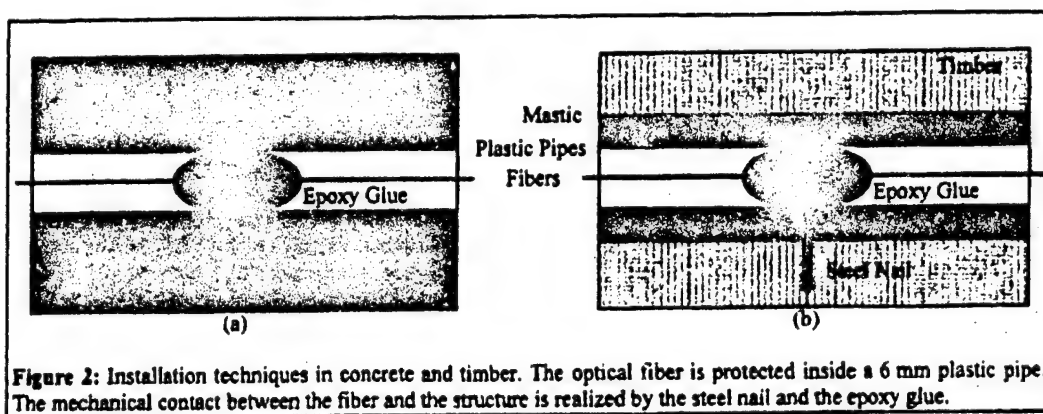 Timber
Mastic
Plastic Pipes
Fibers
Epoxy Glue
Epoxy Glue
Steel Nail
(a)
(b)
Figure 2: Installation techniques in concrete and timber. The optical fiber is protected inside a 6 mm plastic pipe.
The mechanical contact between the fiber and the structure is realized by the steel nail and the epoxy glue.